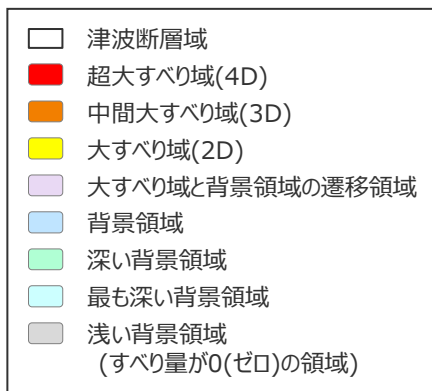 津波断層域
超大すべり域(4D)
中間大すべり域(3D)
大すべり域(2D)
大すべり域と背景領域の遷移領域
背景領域
深い背景領域
最も深い背景領域
浅い背景領域
(すべり量が0(ゼロ)の領域)